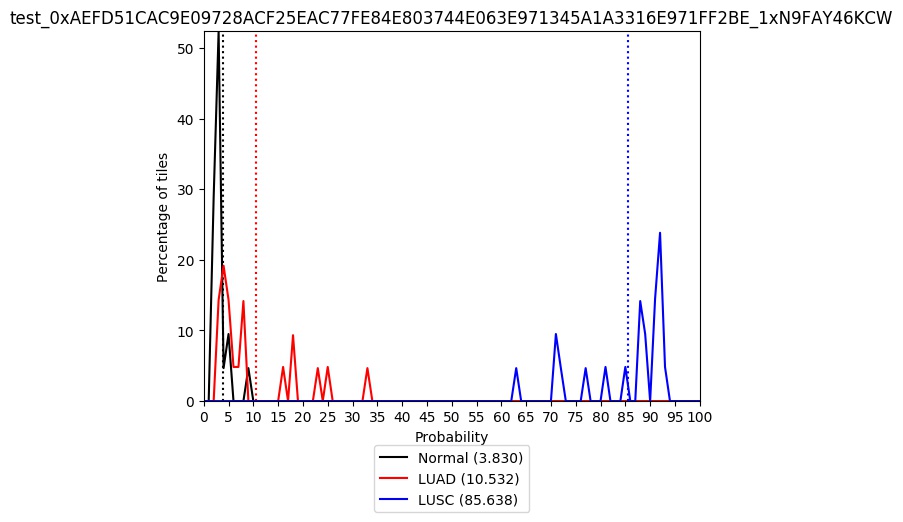 test_0xAEFD51CAC9E09728ACF25EAC77FE84E803744E063E971345A1A3316E971FF2BE_1xN9FAY46KCW
50
40
30
20
10
0
Percentage of tiles
0 5 10 15 20 25 30 35 40 45 50 55 60 65 70 75 80 85 90 95 100
Probability
Normal (3.830)
LUAD (10.532)
LUSC (85.638)